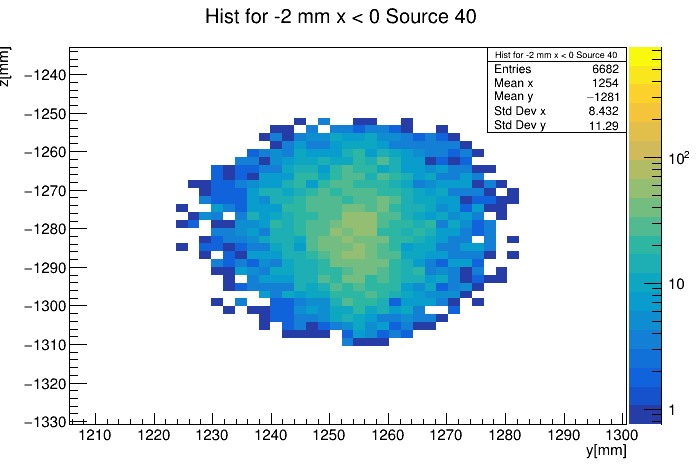 Hist for -2 mm x < 0 Source 40
z[mm]
Hist for -2 mm x < 0 Source 40
Entries 6682
Mean x 1254
Mean y −1281
Std Dev x 8.432
Std Dev y 11.29
−1240
−1250
−1260
−1270
−1280
−1290
−1300
−1310
−1320
−1330
1210 1220 1230 1240 1250 1260 1270 1280 1290 1300
y[mm]
10²
10
1